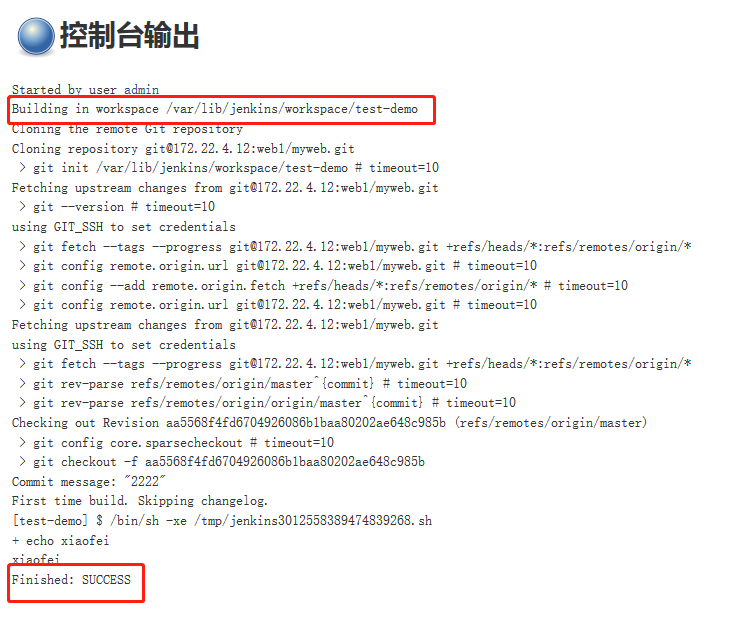 控制台输出
Started by user admin
Building in workspace /var/lib/jenkins/workspace/test-demo
Cloning the remote Git repository
Cloning repository git@172.22.4.12:web1/myweb.git
> git init /var/lib/jenkins/workspace/test-demo # timeout=10
Fetching upstream changes from git@172.22.4.12:web1/myweb.git
> git --version # timeout=10
using GIT_SSH to set credentials
> git fetch --tags --progress git@172.22.4.12:web1/myweb.git +refs/heads/*:refs/remotes/origin/*
> git config remote.origin.url git@172.22.4.12:web1/myweb.git # timeout=10
> git config --add remote.origin.fetch +refs/heads/*:refs/remotes/origin/* # timeout=10
> git config remote.origin.url git@172.22.4.12:web1/myweb.git # timeout=10
Fetching upstream changes from git@172.22.4.12:web1/myweb.git
using GIT_SSH to set credentials
> git fetch --tags --progress git@172.22.4.12:web1/myweb.git +refs/heads/*:refs/remotes/origin/*
> git rev-parse refs/remotes/origin/master^{commit} # timeout=10
> git rev-parse refs/remotes/origin/origin/master^{commit} # timeout=10
Checking out Revision aa5568f4fd6704926086b1baa80202ae648c985b (refs/remotes/origin/master)
> git config core.sparsecheckout # timeout=10
> git checkout -f aa5568f4fd6704926086b1baa80202ae648c985b
Commit message: "2222"
First time build. Skipping changelog.
[test-demo] $ /bin/sh -xe /tmp/jenkins3012558389474839268.sh
+ echo xiaofei
xiaofei
Finished: SUCCESS